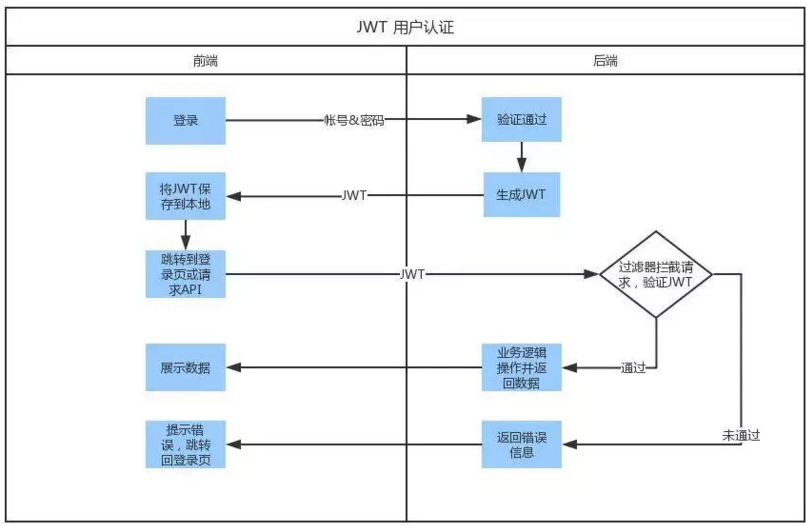 JWT 用户认证
前端
后端
登录
帐号&密码
验证通过
将JWT保
存到本地
JWT
生成JWT
跳转到登
录页或请
求API
JWT
过滤器拦截请
求，验证JWT
展示数据
业务逻辑
操作并返
回数据
通过
提示错
误，跳转
回登录页
返回错误
信息
未通过